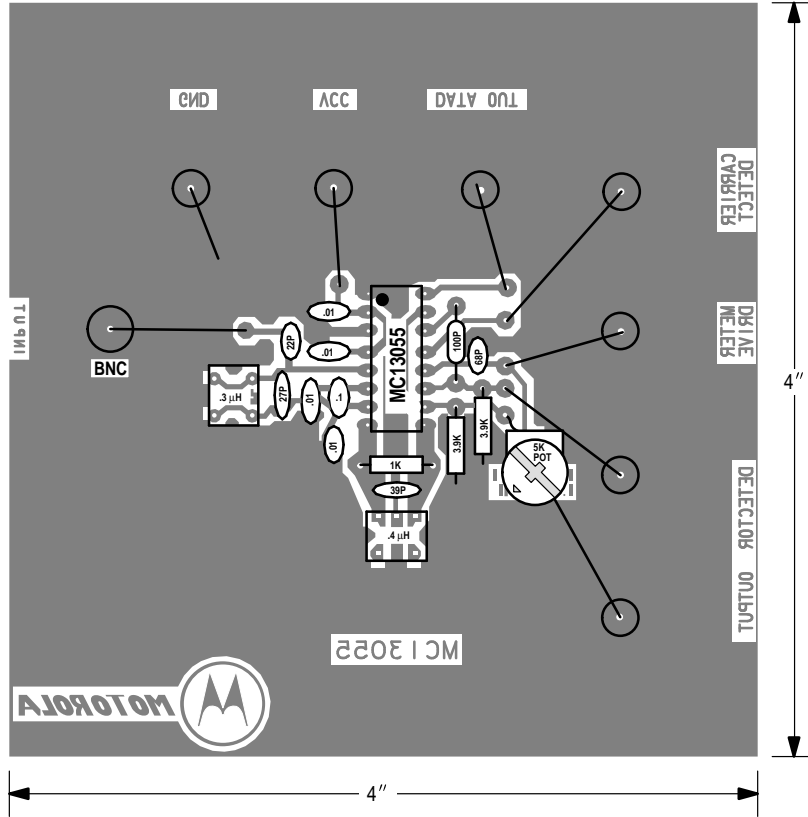 GND
VCC
DATA OUT
CARRIER
DETECT
INPUT
BNC
METER
DRIVE
4″
.01
.01
22P
.3 μH
27P
.01
.1
.01
MC13055
100P
68P
3.9K
3.9K
1K
39P
.4 μH
5K
POT
DETECTOR OUTPUT
MC13055
MOTOROLA
4″